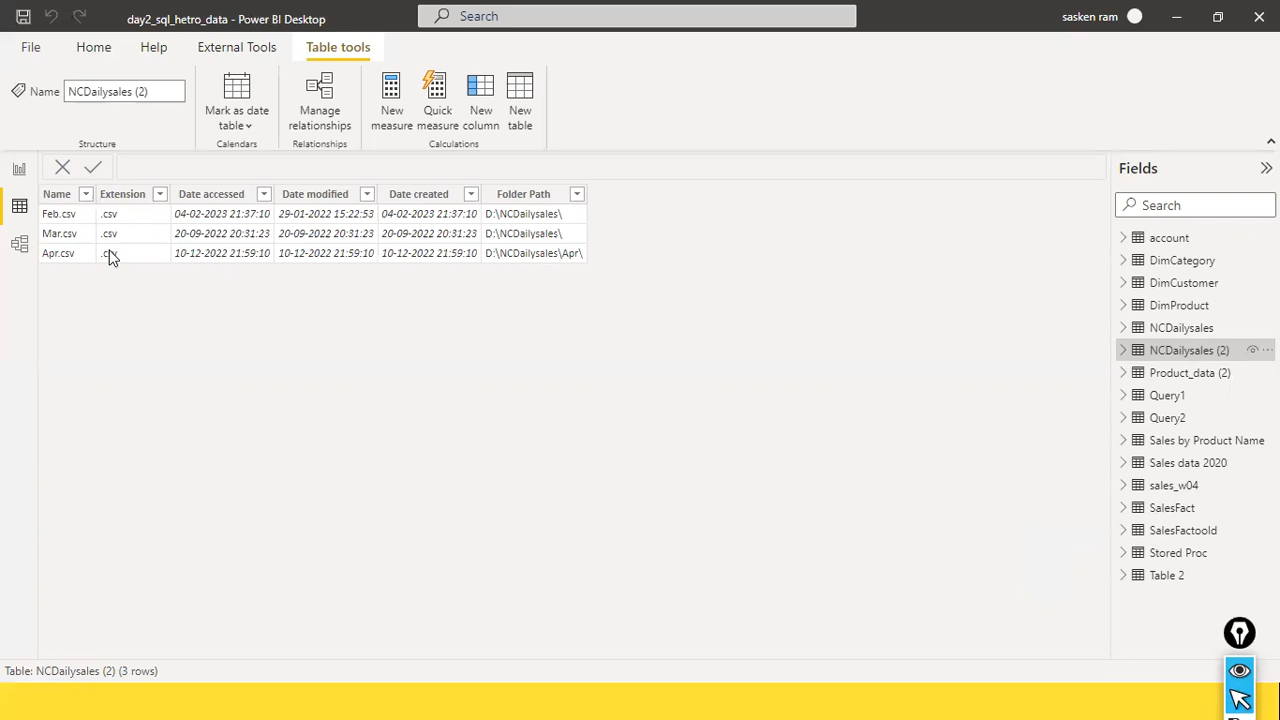 day2_sql_hetro_data - Power BI Desktop
Search
sasken ram
File
Home
Help
External Tools
Table tools
Name
NCDailysales (2)
Mark as date table
Manage relationships
New measure
Quick measure
New column
New table
Structure
Calendars
Relationships
Calculations
Name Extension Date accessed Date modified Date created Folder Path
Feb.csv .csv 04-02-2023 21:37:10 29-01-2022 15:22:53 04-02-2023 21:37:10 D:\NCDailysales\
Mar.csv .csv 20-09-2022 20:31:23 20-09-2022 20:31:23 20-09-2022 20:31:23 D:\NCDailysales\
Apr.csv .csv 10-12-2022 21:59:10 10-12-2022 21:59:10 10-12-2022 21:59:10 D:\NCDailysales\Apr\
Fields
Search
account
DimCategory
DimCustomer
DimProduct
NCDailysales
NCDailysales (2)
Product_data (2)
Query1
Query2
Sales by Product Name
Sales data 2020
sales_w04
SalesFact
SalesFactoold
Stored Proc
Table 2
Table: NCDailysales (2) (3 rows)